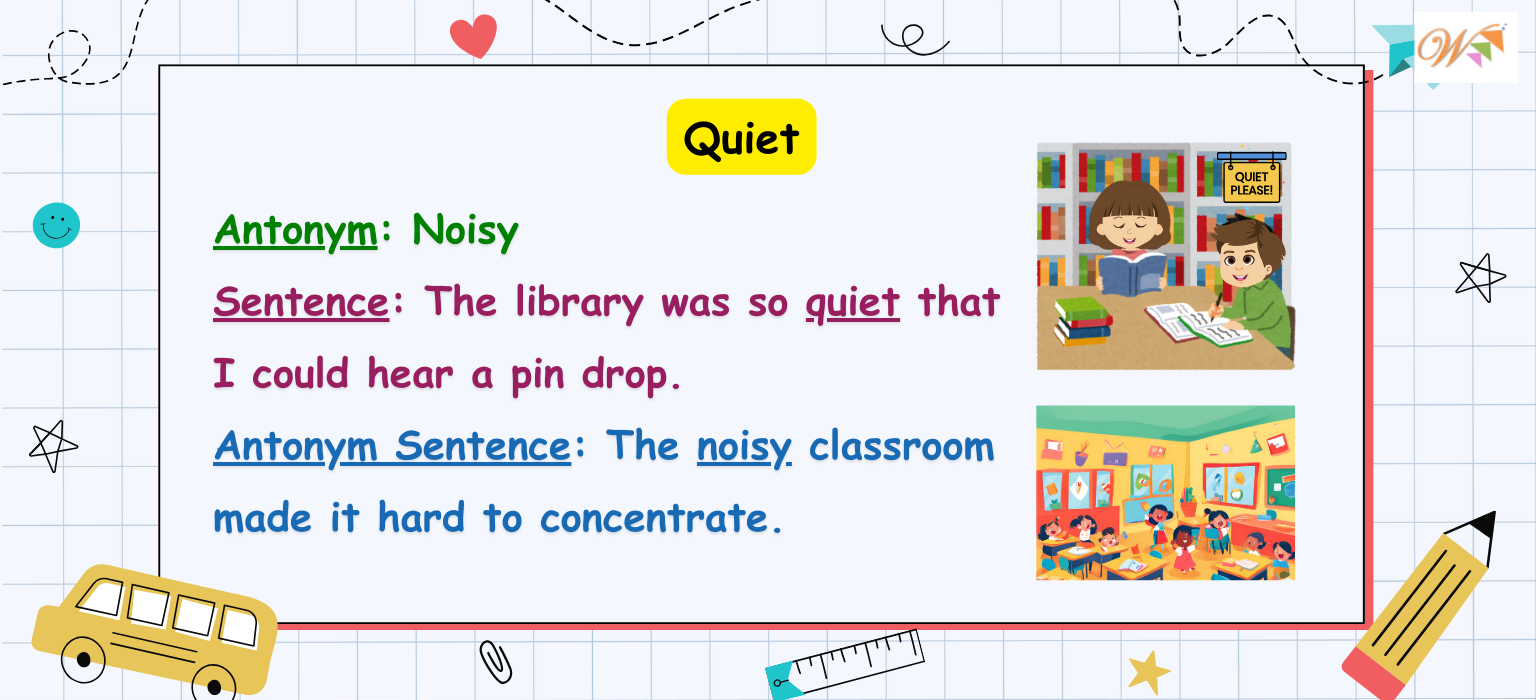 W
Quiet
QUIET
PLEASE!
Antonym: Noisy
Sentence: The library was so quiet that
I could hear a pin drop.
Antonym Sentence: The noisy classroom
made it hard to concentrate.